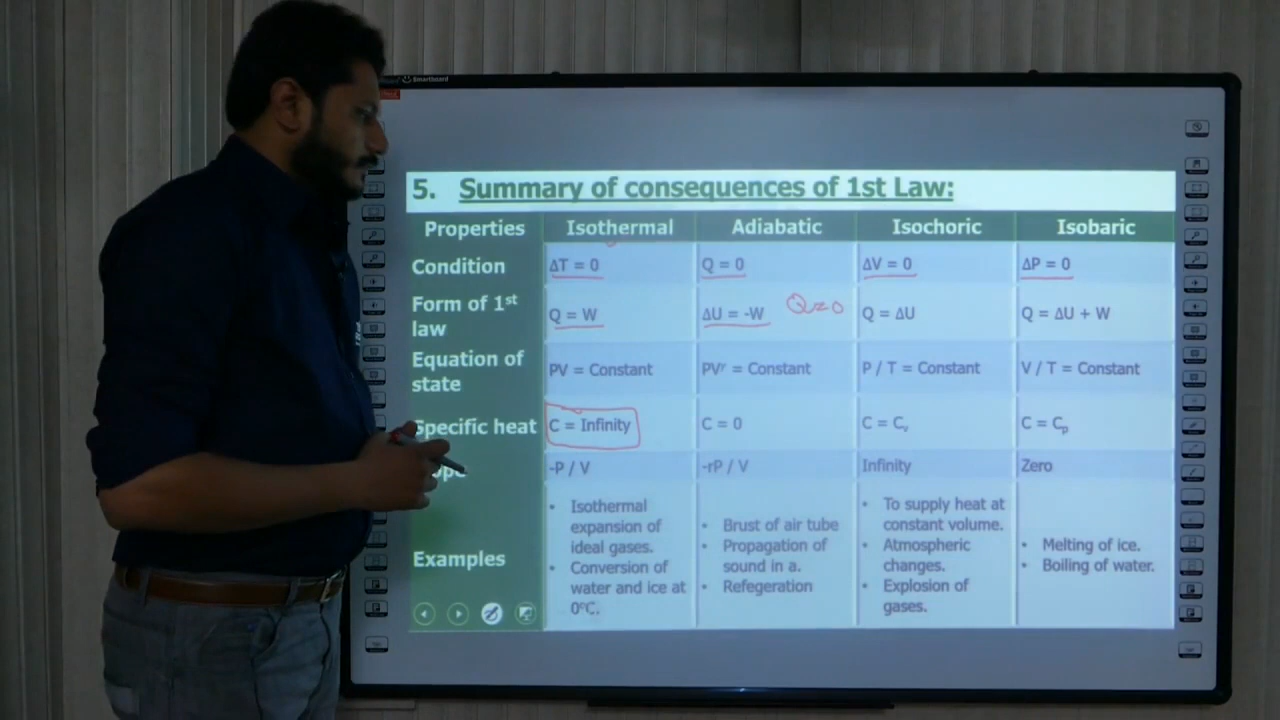 Smartboard
5. Summary of consequences of 1st Law:
Properties Isothermal Adiabatic Isochoric Isobaric
Condition ΔT = 0 Q = 0 ΔV = 0 ΔP = 0
Form of 1st law Q = W ΔU = -W Q=0 Q = ΔU Q = ΔU + W
Equation of state PV = Constant PVʳ = Constant P / T = Constant V / T = Constant
Specific heat C = Infinity C = 0 C = Cᵥ C = Cₚ
-P / V -rP / V Infinity Zero
Examples
• Isothermal
expansion of
ideal gases.
• Conversion of
water and ice at
0°C.
• Brust of air tube
• Propagation of
sound in a.
• Refegeration
• To supply heat at
constant volume.
• Atmospheric
changes.
• Explosion of
gases.
• Melting of ice.
• Boiling of water.